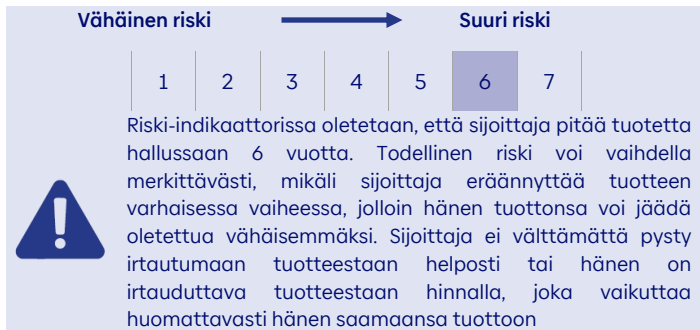 Vähäinen riski Suuri riski
1 2 3 4 5 6 7
Riski-indikaattorissa oletetaan, että sijoittaja pitää tuotetta
hallussaan 6 vuotta. Todellinen riski voi vaihdella
merkittävästi, mikäli sijoittaja eräännyttää tuotteen
varhaisessa vaiheessa, jolloin hänen tuottonsa voi jäädä
oletettua vähäisemmäksi. Sijoittaja ei välttämättä pysty
irtautumaan tuotteestaan helposti tai hänen on
irtauduttava tuotteestaan hinnalla, joka vaikuttaa
huomattavasti hänen saamaansa tuottoon